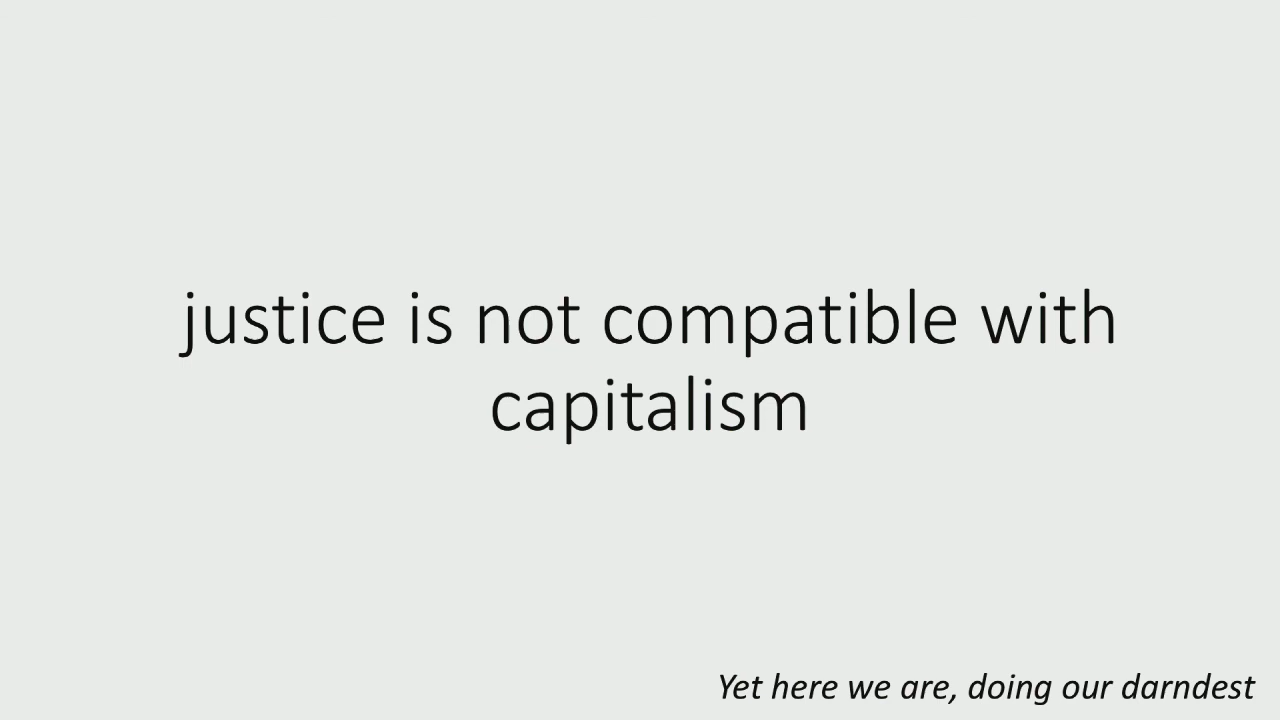 justice is not compatible with
capitalism
Yet here we are, doing our darndest